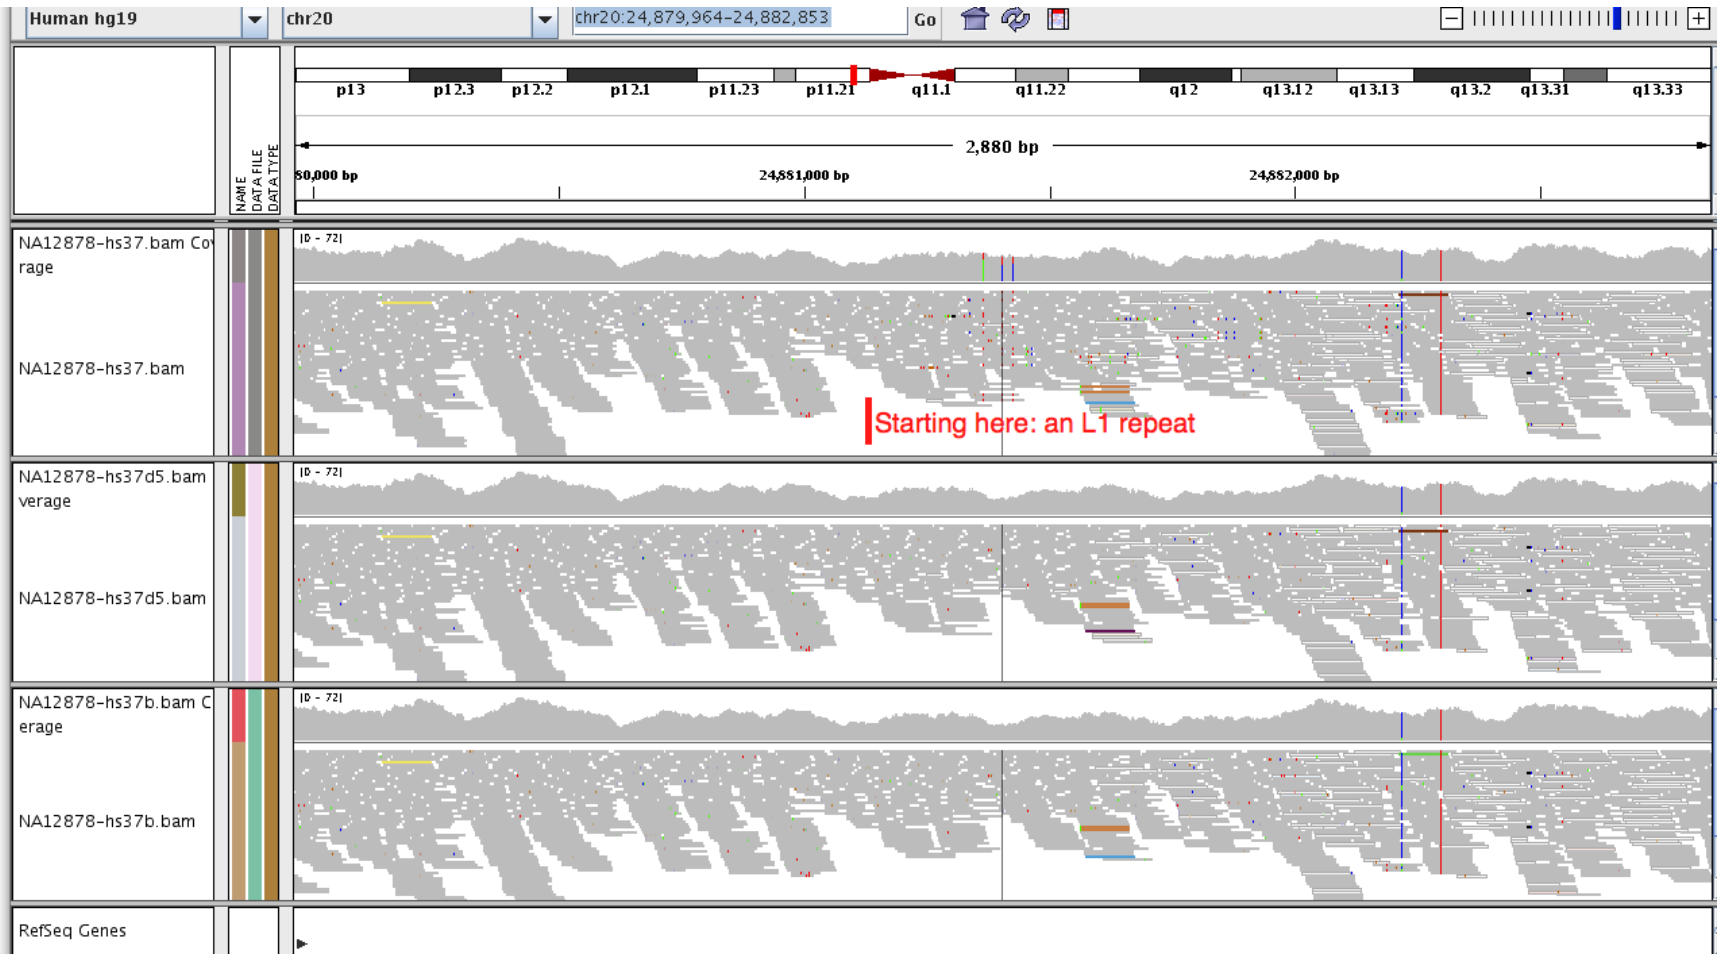 Human hg19 chr20 chr20:24,879,964-24,882,853 Go
p13 p12.3 p12.2 p12.1 p11.23 p11.21 q11.1 q11.22 q12 q13.12 q13.13 q13.2 q13.31 q13.33
2,880 bp
80,000 bp 24,881,000 bp 24,882,000 bp
NAME
DATA FILE
DATA TYPE
NA12878-hs37.bam Cov
rage
[0 - 72]
NA12878-hs37.bam
Starting here: an L1 repeat
NA12878-hs37d5.bam
verage
[0 - 72]
NA12878-hs37d5.bam
NA12878-hs37b.bam C
erage
[0 - 72]
NA12878-hs37b.bam
RefSeq Genes